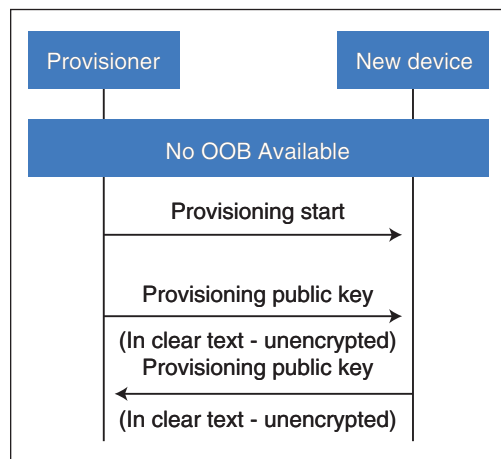 Provisioner
New device
No OOB Available
Provisioning start
Provisioning public key
(In clear text - unencrypted)
Provisioning public key
(In clear text - unencrypted)